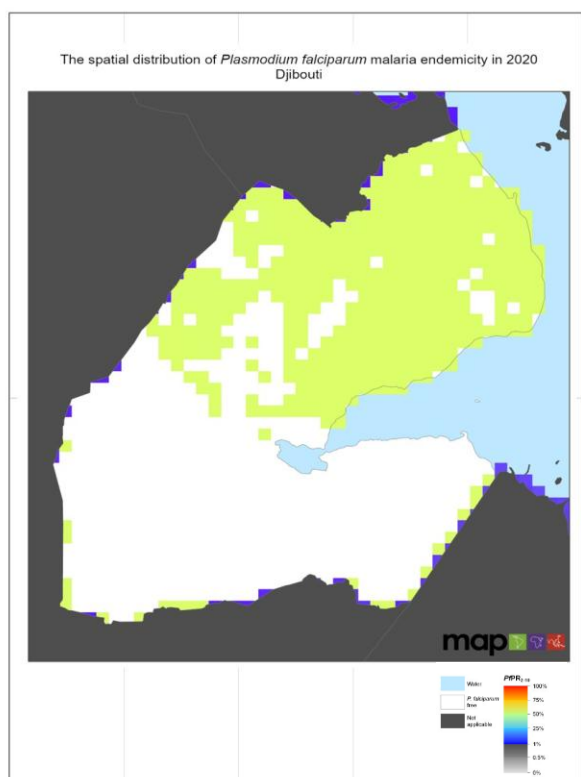 The spatial distribution of Plasmodium falciparum malaria endemicity in 2020
Djibouti
map
Water
P. falciparum
free
Not
applicable
PfPR2-10
100%
75%
50%
25%
1%
0.5%
0%